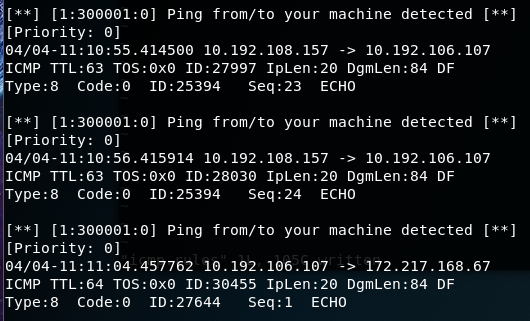 [**] [1:300001:0] Ping from/to your machine detected [**]
[Priority: 0]
04/04-11:10:55.414500 10.192.108.157 -> 10.192.106.107
ICMP TTL:63 TOS:0x0 ID:27997 IpLen:20 DgmLen:84 DF
Type:8  Code:0  ID:25394   Seq:23  ECHO

[**] [1:300001:0] Ping from/to your machine detected [**]
[Priority: 0]
04/04-11:10:56.415914 10.192.108.157 -> 10.192.106.107
ICMP TTL:63 TOS:0x0 ID:28030 IpLen:20 DgmLen:84 DF
Type:8  Code:0  ID:25394   Seq:24  ECHO

[**] [1:300001:0] Ping from/to your machine detected [**]
[Priority: 0]
"icmp.rules" 1L, 105C written
04/04-11:11:04.457762 10.192.106.107 -> 172.217.168.67
ICMP TTL:64 TOS:0x0 ID:30455 IpLen:20 DgmLen:84 DF
Type:8  Code:0  ID:27644   Seq:1  ECHO